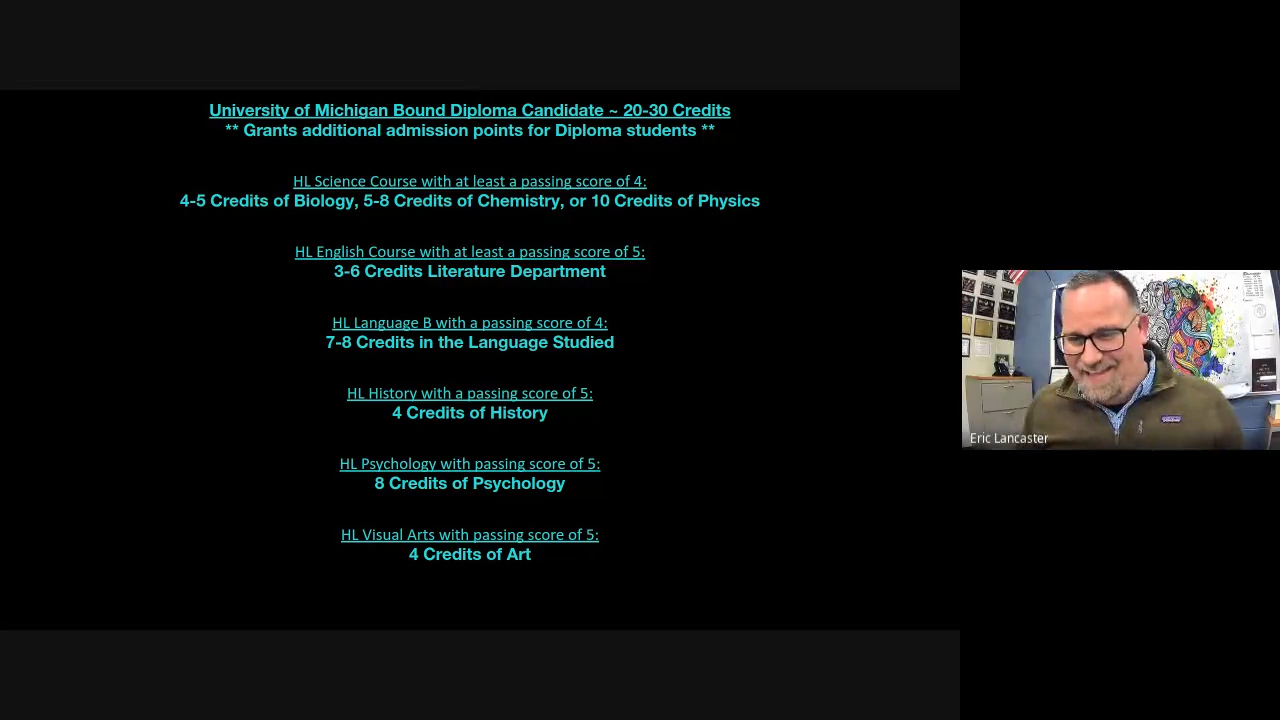 University of Michigan Bound Diploma Candidate ~ 20-30 Credits
** Grants additional admission points for Diploma students **
HL Science Course with at least a passing score of 4:
4-5 Credits of Biology, 5-8 Credits of Chemistry, or 10 Credits of Physics
HL English Course with at least a passing score of 5:
3-6 Credits Literature Department
HL Language B with a passing score of 4:
7-8 Credits in the Language Studied
HL History with a passing score of 5:
4 Credits of History
HL Psychology with passing score of 5:
8 Credits of Psychology
HL Visual Arts with passing score of 5:
4 Credits of Art
Eric Lancaster